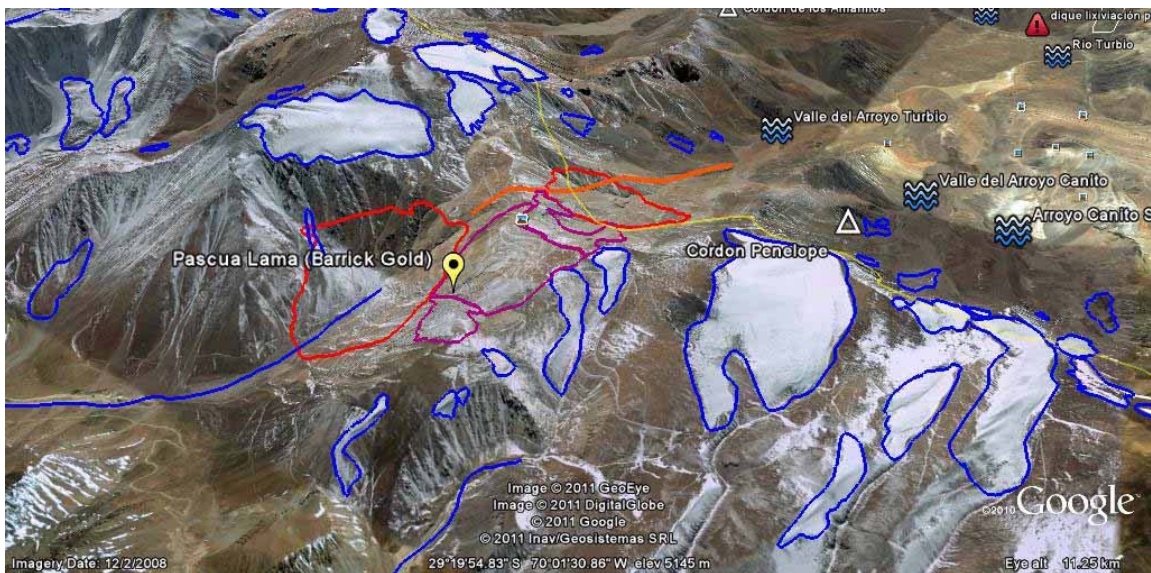 Cordon de los Amarillos
dique lixiviación p
Rio Turbio
Valle del Arroyo Turbio
Valle del Arroyo Canito
Arroyo Canito S
Pascua Lama (Barrick Gold)
Cordon Penelope
Image © 2011 GeoEye
Image © 2011 DigitalGlobe
© 2011 Google
© 2011 Inav/Geosistemas SRL
©2010 Google
Imagery Date: 12/2/2008
29°19'54.83" S 70°01'30.86" W elev 5145 m
Eye alt 11.25 km